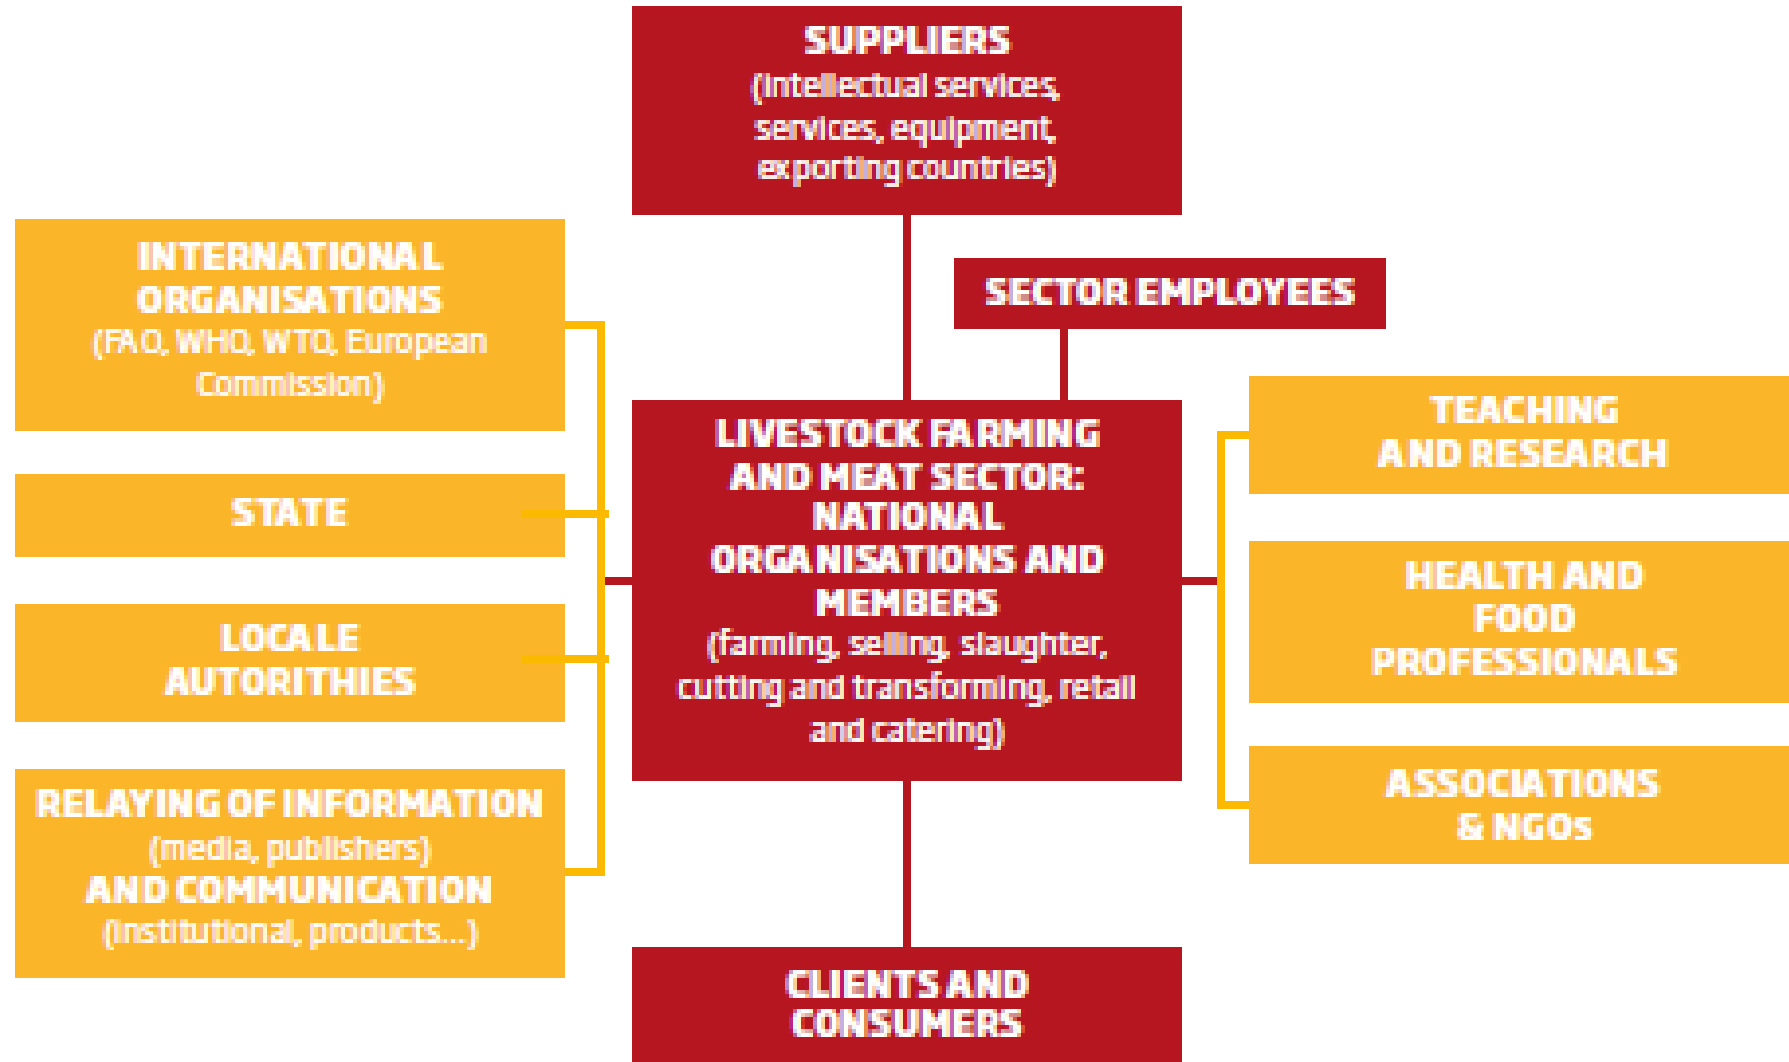 SUPPLIERS
(intellectual services,
services, equipment,
exporting countries)
SECTOR EMPLOYEES
INTERNATIONAL
ORGANISATIONS
(FAO, WHO, WTO, European
Commission)
STATE
LOCALE
AUTORITHIES
RELAYING OF INFORMATION
(media, publishers)
AND COMMUNICATION
(institutional, products...)
LIVESTOCK FARMING
AND MEAT SECTOR:
NATIONAL
ORGANISATIONS AND
MEMBERS
(farming, selling, slaughter,
cutting and transforming, retail
and catering)
TEACHING
AND RESEARCH
HEALTH AND
FOOD
PROFESSIONALS
ASSOCIATIONS
& NGOs
CLIENTS AND
CONSUMERS